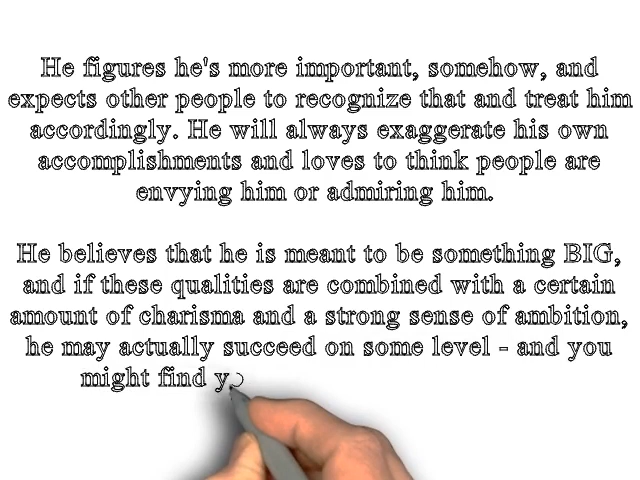 He figures he's more important, somehow, and
expects other people to recognize that and treat him
accordingly. He will always exaggerate his own
accomplishments and loves to think people are
envying him or admiring him.
He believes that he is meant to be something BIG,
and if these qualities are combined with a certain
amount of charisma and a strong sense of ambition,
he may actually succeed on some level - and you
might find y